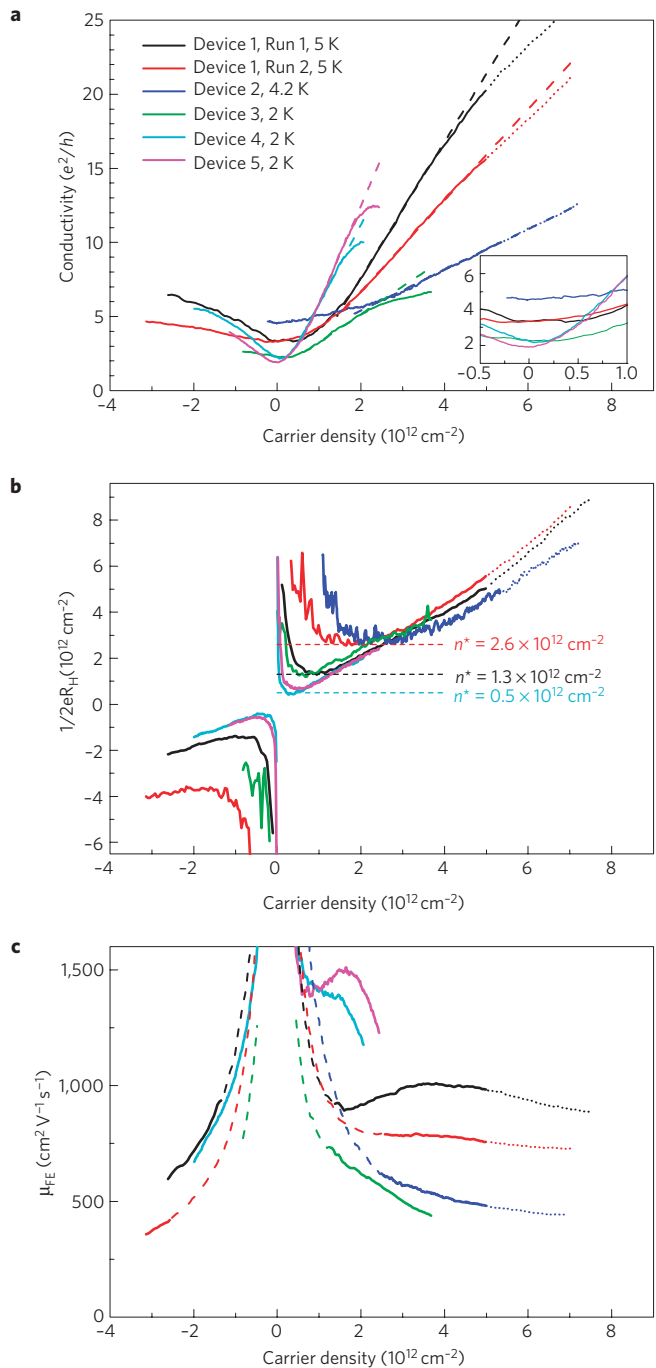 a
25
20
15
10
5
0
Conductivity (e²/h)
Device 1, Run 1, 5 K
Device 1, Run 2, 5 K
Device 2, 4.2 K
Device 3, 2 K
Device 4, 2 K
Device 5, 2 K
6
4
2
−0.5 0 0.5 1.0
−4 −2 0 2 4 6 8
Carrier density (10¹² cm⁻²)
b
8
6
4
2
0
−2
−4
−6
1/2eR_H (10¹² cm⁻²)
n* = 2.6 × 10¹² cm⁻²
n* = 1.3 × 10¹² cm⁻²
n* = 0.5 × 10¹² cm⁻²
−4 −2 0 2 4 6 8
Carrier density (10¹² cm⁻²)
c
1,500
1,000
500
0
μ_FE (cm² V⁻¹ s⁻¹)
−4 −2 0 2 4 6 8
Carrier density (10¹² cm⁻²)